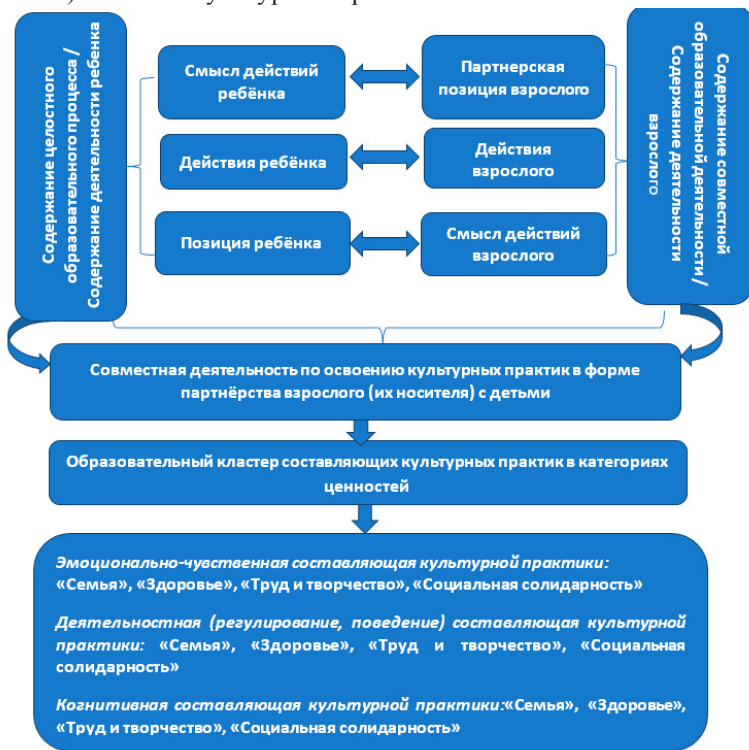 Содержание целостного
образовательного процесса /
Содержание деятельности ребенка
Смысл действий
ребёнка
Партнерская
позиция взрослого
Действия ребёнка
Действия
взрослого
Позиция ребёнка
Смысл действий
взрослого
Содержание совместной
образовательной деятельности /
Содержание деятельности
взрослого
Совместная деятельность по освоению культурных практик в форме
партнёрства взрослого (их носителя) с детьми
Образовательный кластер составляющих культурных практик в категориях
ценностей
Эмоционально-чувственная составляющая культурной практики:
«Семья», «Здоровье», «Труд и творчество», «Социальная солидарность»
Деятельностная (регулирование, поведение) составляющая культурной
практики: «Семья», «Здоровье», «Труд и творчество», «Социальная
солидарность»
Когнитивная составляющая культурной практики:«Семья», «Здоровье»,
«Труд и творчество», «Социальная солидарность»